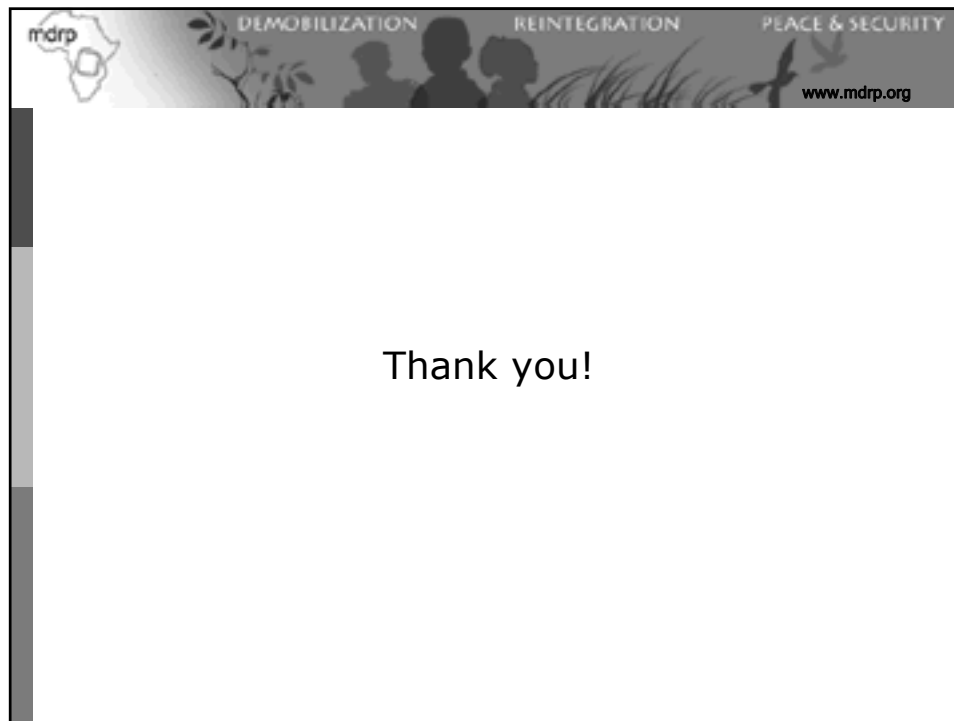 mdrp
DEMOBILIZATION REINTEGRATION PEACE & SECURITY
www.mdrp.org
Thank you!